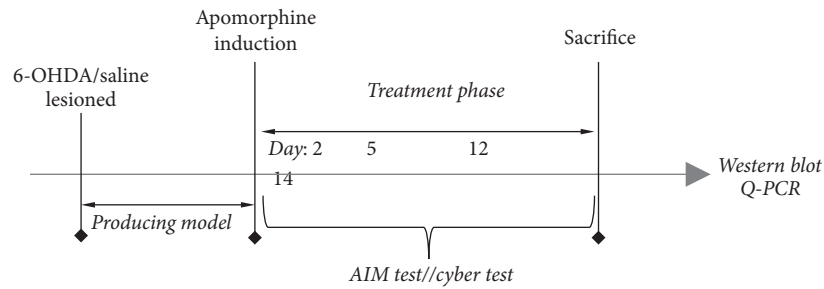 Apomorphine
induction
Sacrifice
6-OHDA/saline
lesioned
Treatment phase
Day: 2 5 12
14
Western blot
Q-PCR
Producing model
AIM test//cyber test